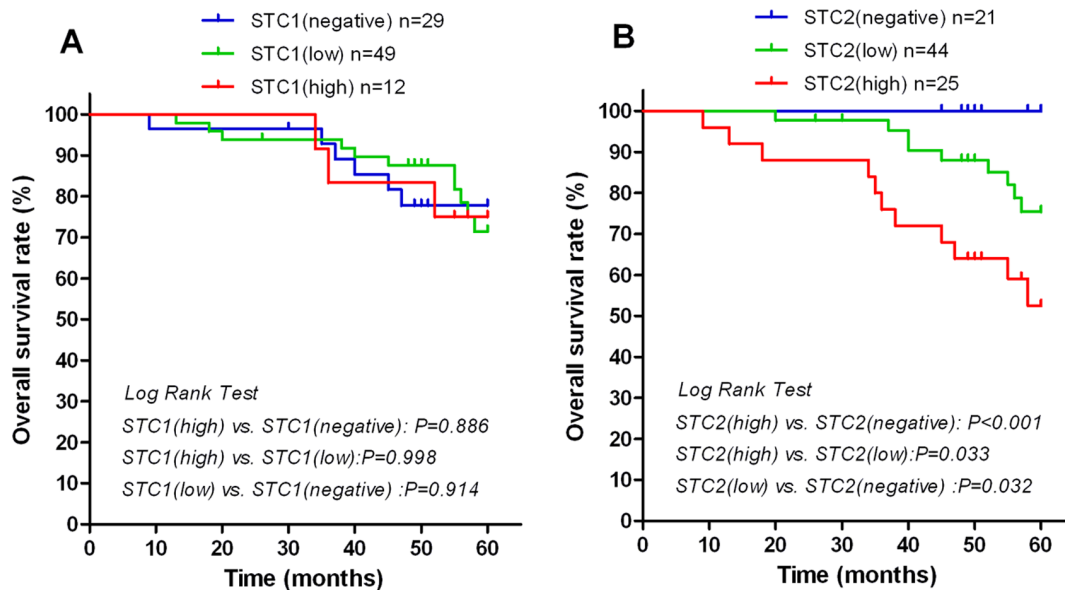 A
STC1(negative) n=29
STC1(low) n=49
STC1(high) n=12
100
90
80
70
60
50
40
30
20
10
0
Overall survival rate (%)
Log Rank Test
STC1(high) vs. STC1(negative): P=0.886
STC1(high) vs. STC1(low):P=0.998
STC1(low) vs. STC1(negative) :P=0.914
0 10 20 30 40 50 60
Time (months)
B
STC2(negative) n=21
STC2(low) n=44
STC2(high) n=25
100
90
80
70
60
50
40
30
20
10
0
Overall survival rate (%)
Log Rank Test
STC2(high) vs. STC2(negative): P<0.001
STC2(high) vs. STC2(low):P=0.033
STC2(low) vs. STC2(negative) :P=0.032
0 10 20 30 40 50 60
Time (months)